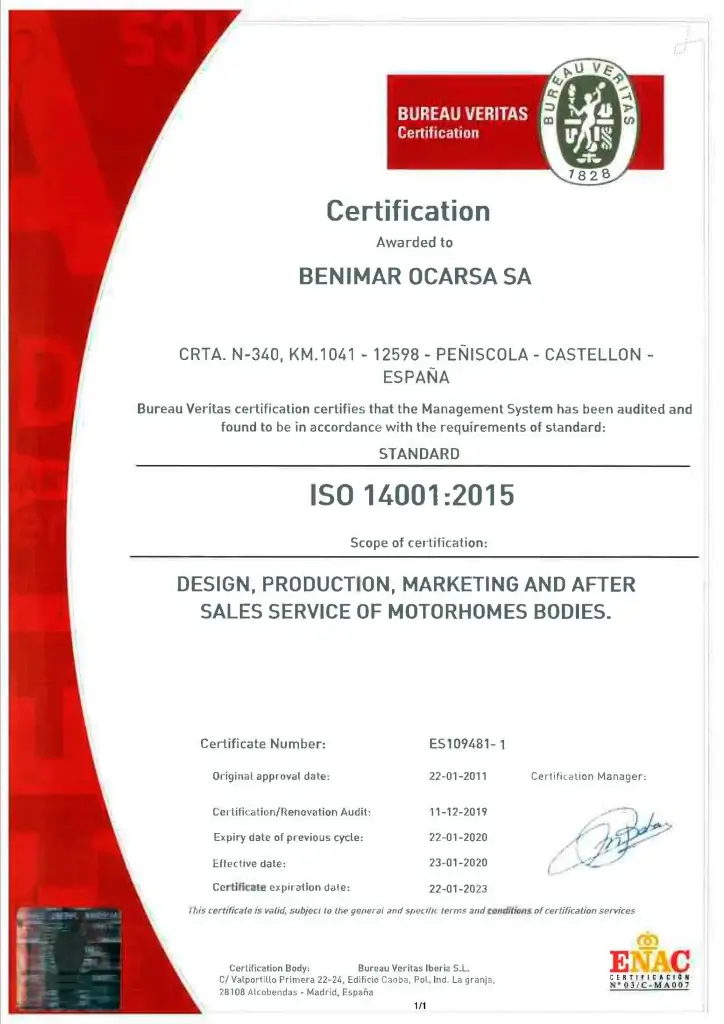 BUREAU VERITAS
Certification
BUREAU VERITAS
1828
Certification
Awarded to
BENIMAR OCARSA SA
CRTA. N-340, KM.1041 - 12598 - PEÑISCOLA - CASTELLON -
ESPAÑA
Bureau Veritas certification certifies that the Management System has been audited and
found to be in accordance with the requirements of standard:
STANDARD
ISO 14001:2015
Scope of certification:
DESIGN, PRODUCTION, MARKETING AND AFTER
SALES SERVICE OF MOTORHOMES BODIES.
Certificate Number: ES109481- 1
Original approval date: 22-01-2011 Certification Manager:
Certification/Renovation Audit: 11-12-2019
Expiry date of previous cycle: 22-01-2020
Effective date: 23-01-2020
Certificate expiration date: 22-01-2023
This certificate is valid, subject to the general and specific terms and conditions of certification services
Certification Body: Bureau Veritas Iberia S.L.
C/ Valportillo Primera 22-24, Edificio Caoba, Pol. Ind. La granja,
28108 Alcobendas - Madrid, España
1/1
ENAC
CERTIFICACIÓN
Nº 03/C-MA007